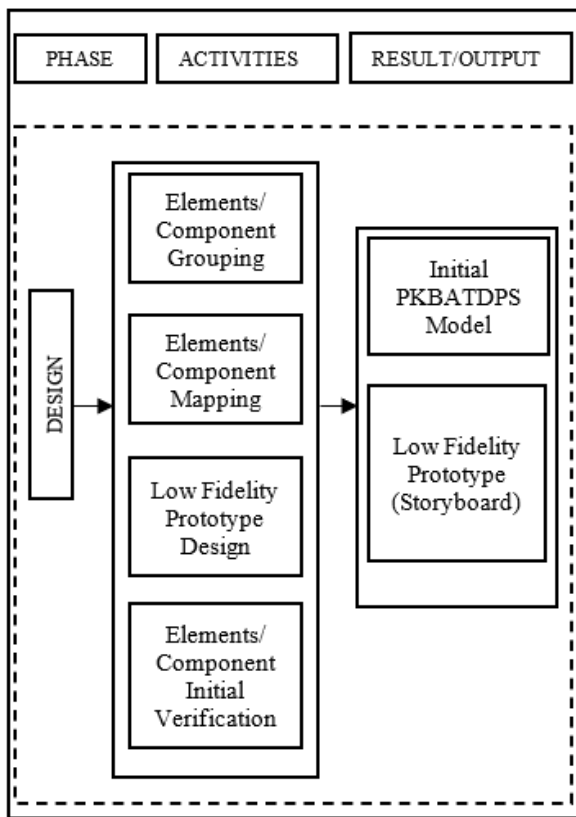 PHASE
ACTIVITIES
RESULT/OUTPUT
DESIGN
Elements/
Component
Grouping
Elements/
Component
Mapping
Low Fidelity
Prototype
Design
Elements/
Component
Initial
Verification
Initial
PKBATDPS
Model
Low Fidelity
Prototype
(Storyboard)